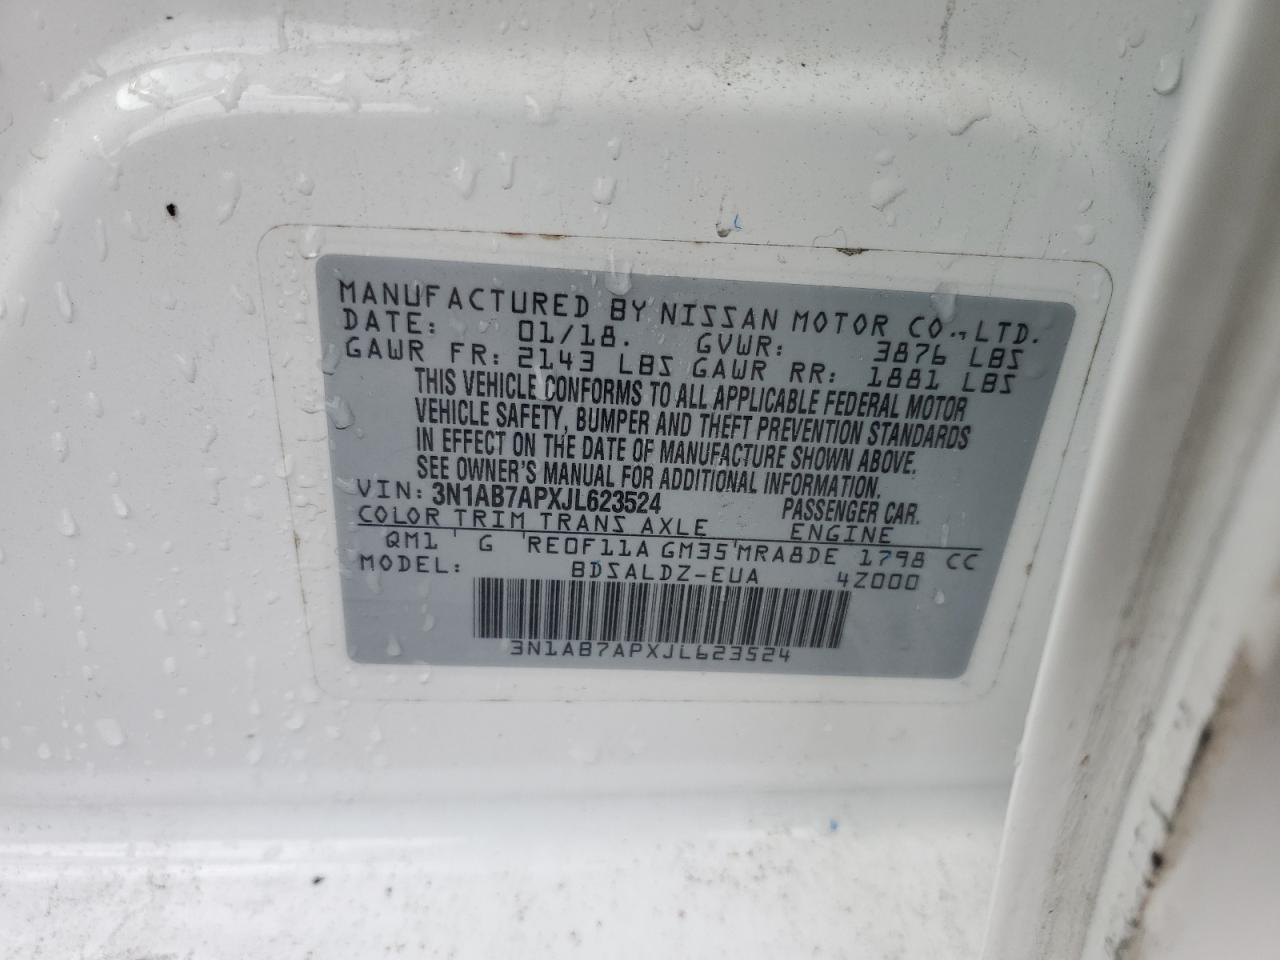 MANUFACTURED BY NISSAN MOTOR CO., LTD.
DATE: 01/18. GVWR: 3876 LBS
GAWR FR: 2143 LBS GAWR RR: 1881 LBS
THIS VEHICLE CONFORMS TO ALL APPLICABLE FEDERAL MOTOR
VEHICLE SAFETY, BUMPER AND THEFT PREVENTION STANDARDS
IN EFFECT ON THE DATE OF MANUFACTURE SHOWN ABOVE.
SEE OWNER'S MANUAL FOR ADDITIONAL INFORMATION.
VIN: 3N1AB7APXJL623524 PASSENGER CAR.
COLOR TRIM TRANS AXLE ENGINE
QM1 ' G 'RE0F11A GM35'MRA8DE 1798 CC
MODEL: BDSALDZ-EUA 4Z000
3N1AB7APXJL623524